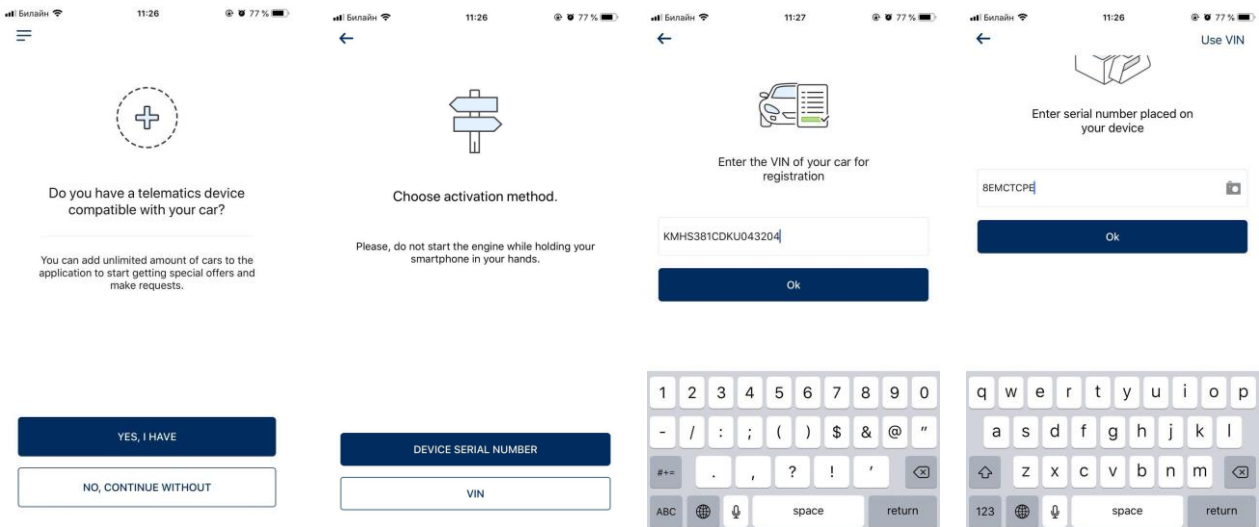 Билайн 11:26 77 %
Do you have a telematics device
compatible with your car?
You can add unlimited amount of cars to the
application to start getting special offers and
make requests.
YES, I HAVE
NO, CONTINUE WITHOUT
Билайн 11:26 77 %
Choose activation method.
Please, do not start the engine while holding your
smartphone in your hands.
DEVICE SERIAL NUMBER
VIN
Билайн 11:27 77 %
Enter the VIN of your car for
registration
KMHS381CDKU043204
Ok
1 2 3 4 5 6 7 8 9 0
- / : ; ( ) $ & @ "
#+= . , ? ! '
ABC space return
Билайн 11:26 77 %
Use VIN
Enter serial number placed on
your device
8EMCTCPE
Ok
q w e r t y u i o p
a s d f g h j k l
z x c v b n m
123 space return